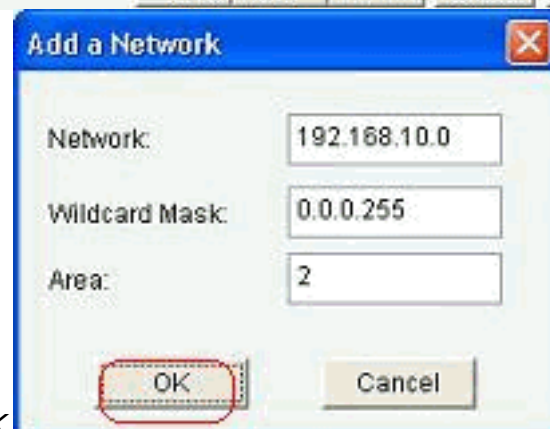 Add a Network
Network: 192.168.10.0
Wildcard Mask: 0.0.0.255
Area: 2
OK Cancel